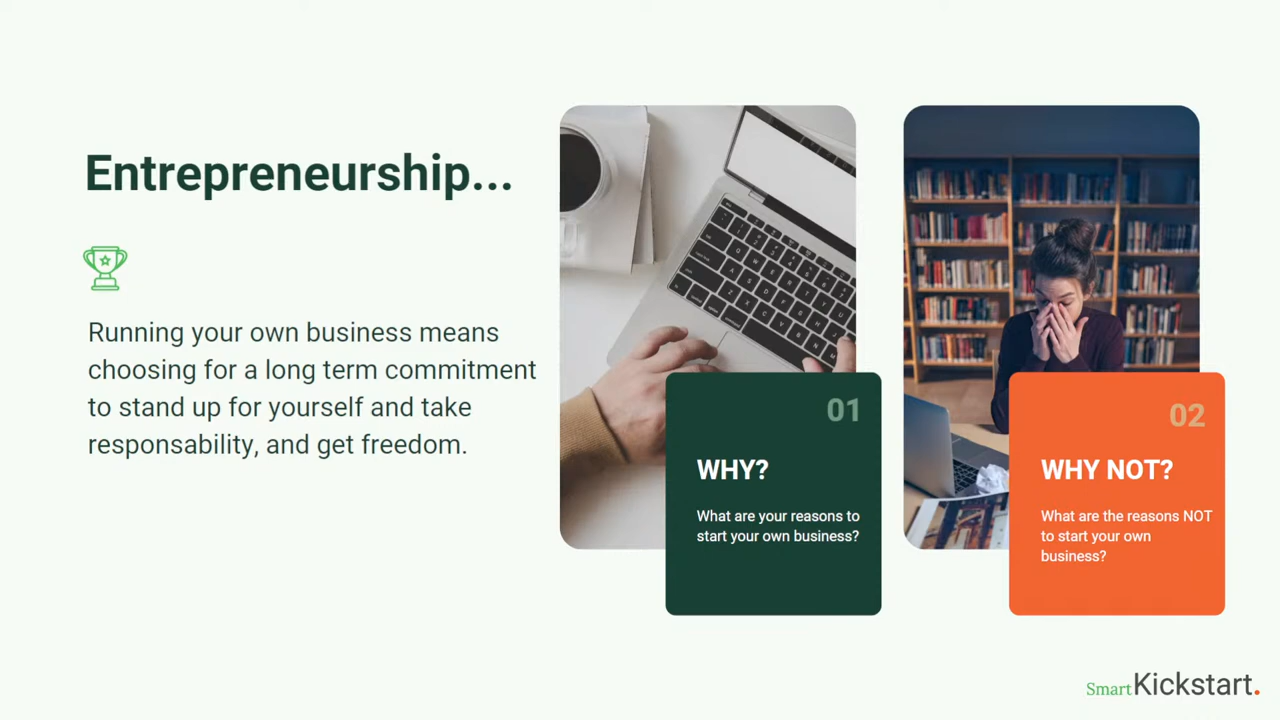 Entrepreneurship...
Running your own business means
choosing for a long term commitment
to stand up for yourself and take
responsability, and get freedom.
01
WHY?
What are your reasons to
start your own business?
02
WHY NOT?
What are the reasons NOT
to start your own
business?
SmartKickstart.